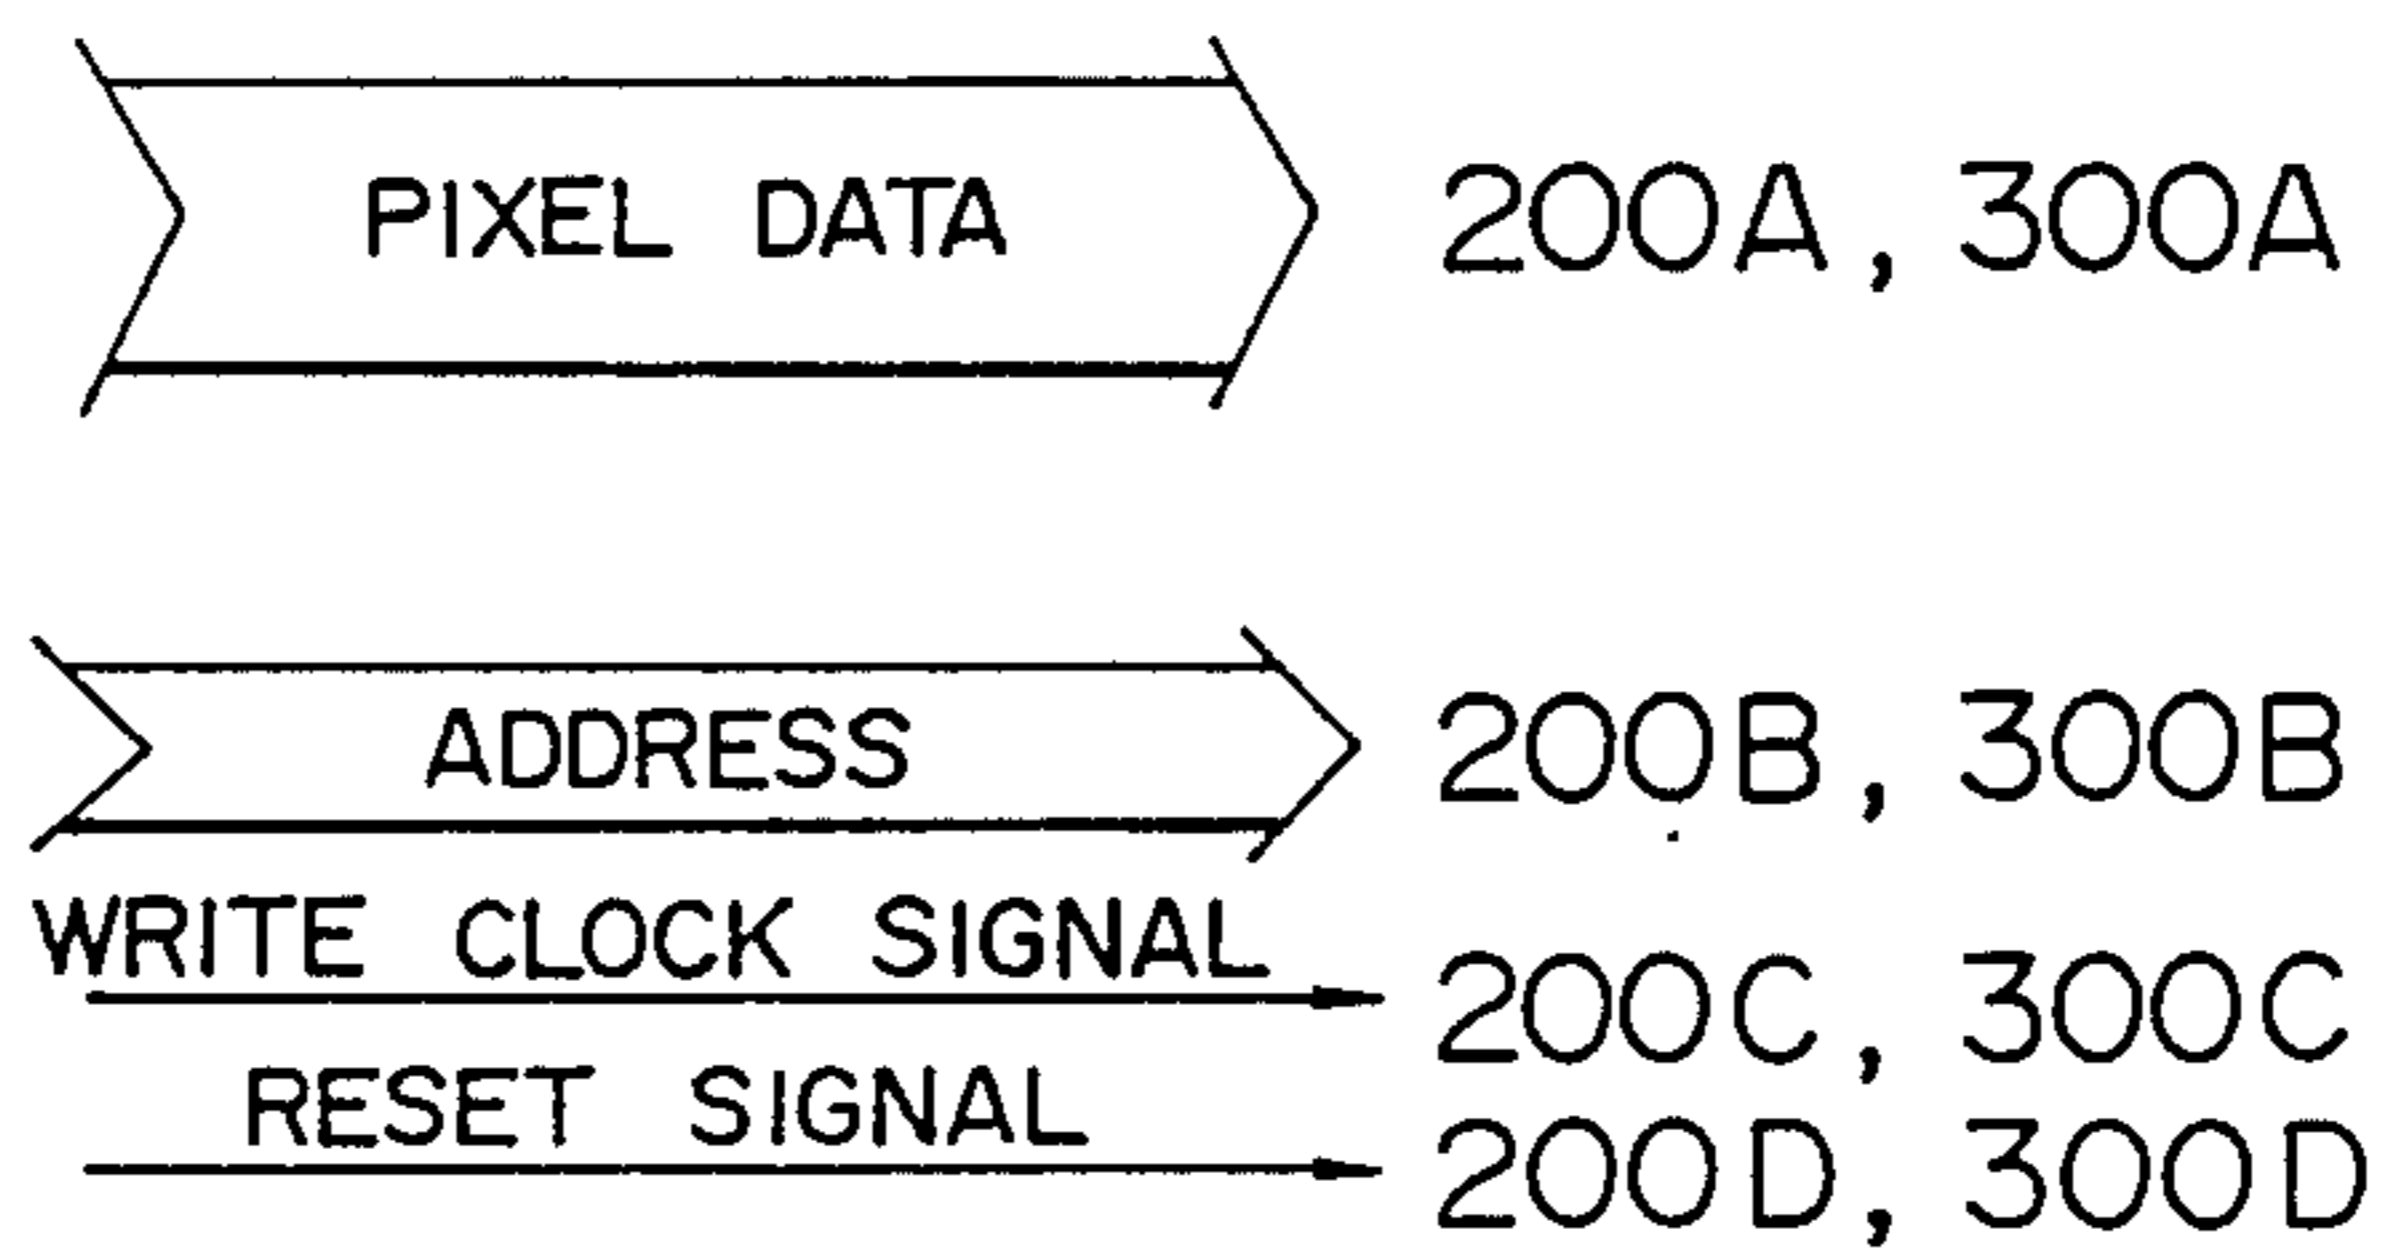 PIXEL DATA 200A, 300A
ADDRESS 200B, 300B
WRITE CLOCK SIGNAL 200C, 300C
RESET SIGNAL 200D, 300D